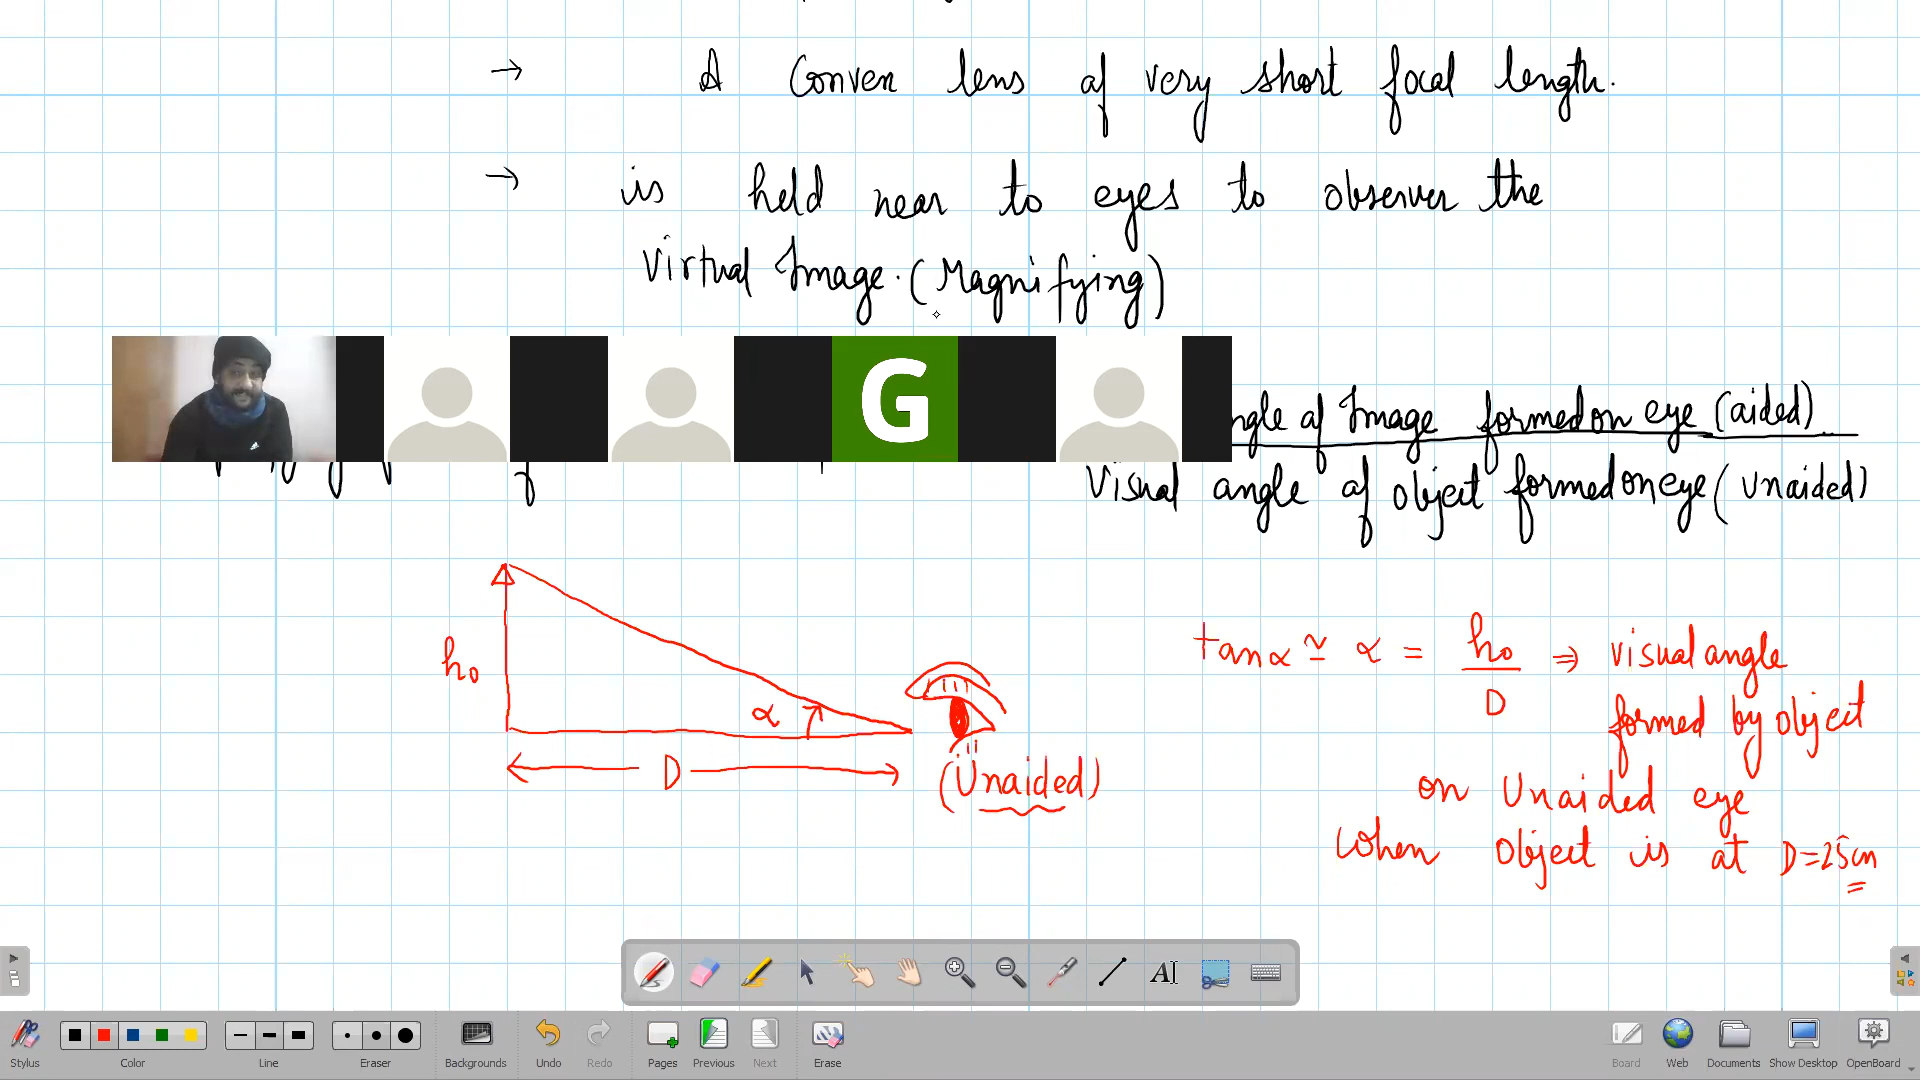 → A Conven lens of very short focal length.
→ is held near to eyes to observer the
Virtual Image. (Magnifying)
G
ngle of Image formed on eye (aided)
Visual angle of object formed on eye (unaided)
h₀
α
D
(Unaided)
tanα ≃ α = h₀ / D ⇒ visual angle
formed by object
on Unaided eye
when object is at D=25cm
AI
Stylus
Color
Line
Eraser
Backgrounds
Undo
Redo
Pages
Previous
Next
Erase
Board
Web
Documents
Show Desktop
OpenBoard